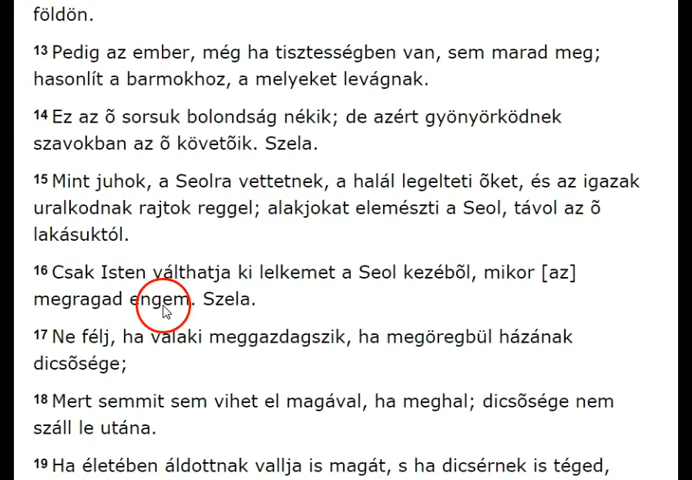 földön.
13 Pedig az ember, még ha tisztességben van, sem marad meg;
hasonlít a barmokhoz, a melyeket levágnak.
14 Ez az õ sorsuk bolondság nékik; de azért gyönyörködnek
szavokban az õ követõik. Szela.
15 Mint juhok, a Seolra vettetnek, a halál legelteti õket, és az igazak
uralkodnak rajtok reggel; alakjokat elemészti a Seol, távol az õ
lakásuktól.
16 Csak Isten válthatja ki lelkemet a Seol kezébõl, mikor [az]
megragad engem. Szela.
17 Ne félj, ha valaki meggazdagszik, ha megöregbül házának
dicsõsége;
18 Mert semmit sem vihet el magával, ha meghal; dicsõsége nem
száll le utána.
19 Ha életében áldottnak vallja is magát, s ha dicsérnek is téged,